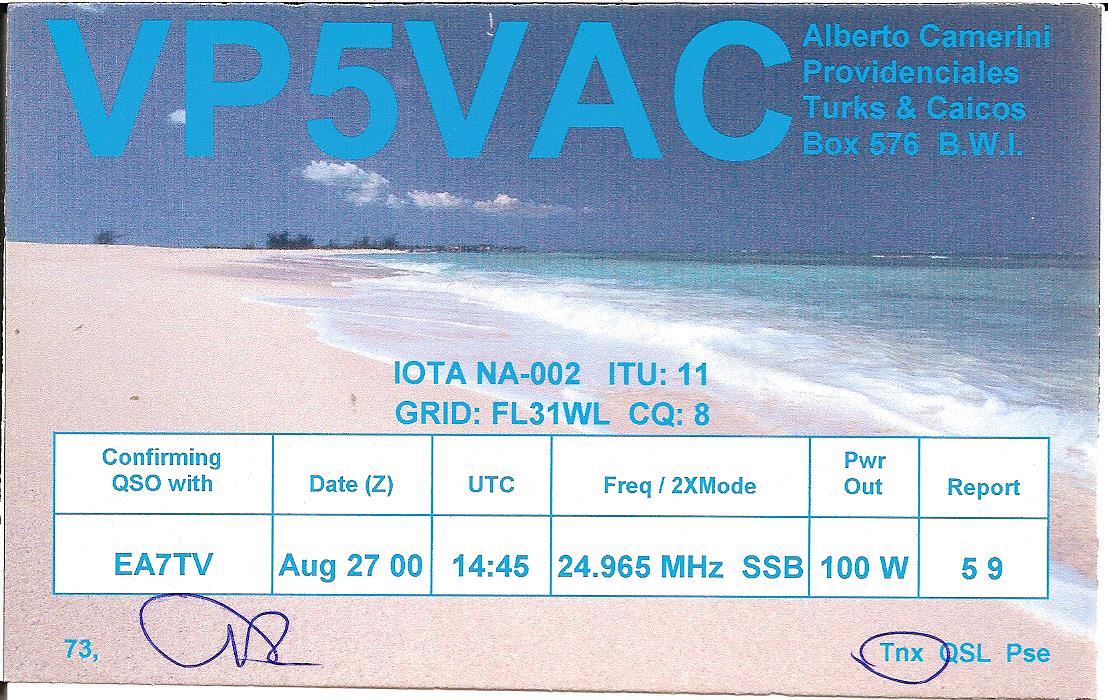 VP5VAC
Alberto Camerini
Providenciales
Turks & Caicos
Box 576 B.W.I.
IOTA NA-002 ITU: 11
GRID: FL31WL CQ: 8
Confirming QSO with
Date (Z)
UTC
Freq / 2XMode
Pwr Out
Report
EA7TV
Aug 27 00
14:45
24.965 MHz SSB
100 W
5 9
73,
Tnx QSL Pse